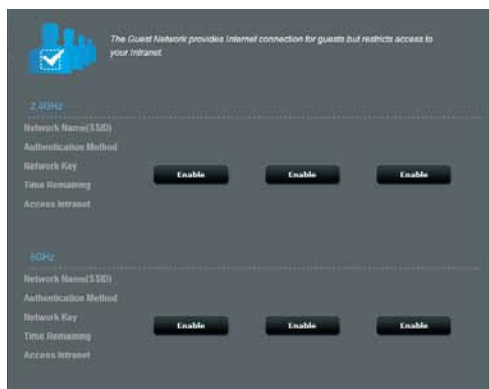 The Guest Network provides Internet connection for guests but restricts access to
your Intranet.
2.4GHz
Network Name(SSID)
Authentication Method
Network Key
Enable Enable Enable
Time Remaining
Access Intranet
5GHz
Network Name(SSID)
Authentication Method
Network Key
Enable Enable Enable
Time Remaining
Access Intranet